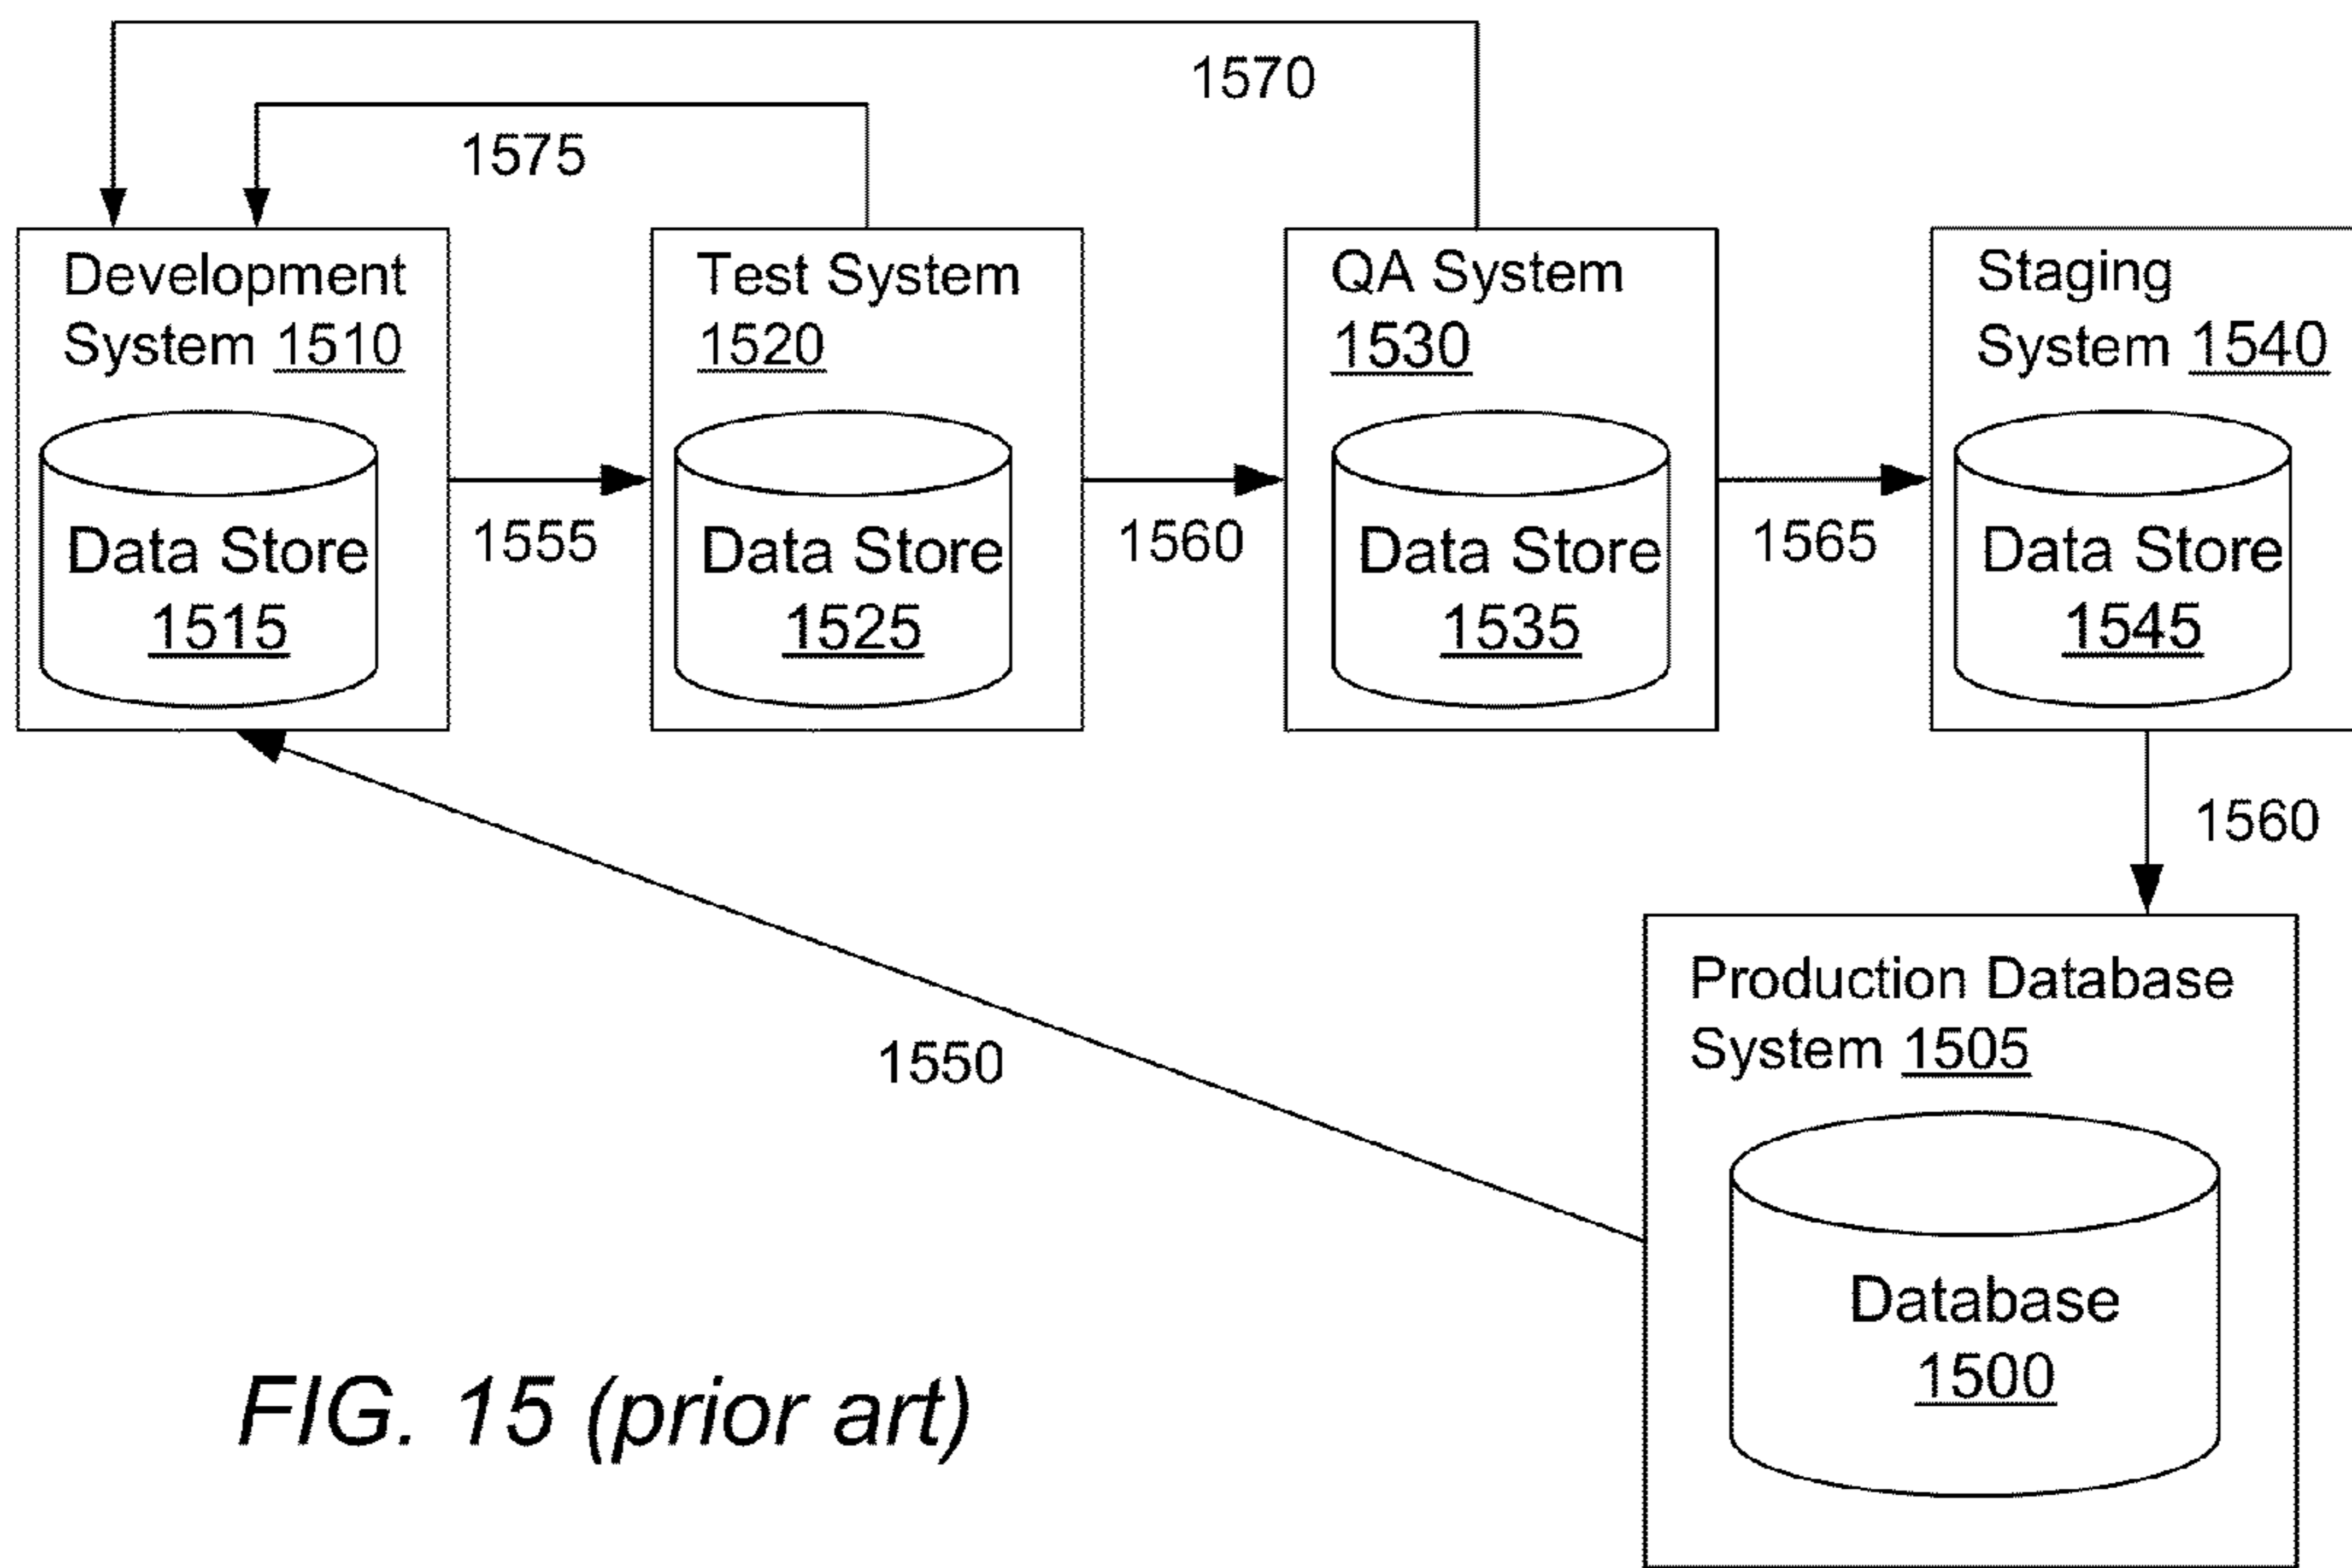 1570
1575
Development
System 1510
Data Store
1515
1555
Test System
1520
Data Store
1525
1560
QA System
1530
Data Store
1535
1565
Staging
System 1540
Data Store
1545
1560
1550
Production Database
System 1505
Database
1500
FIG. 15 (prior art)